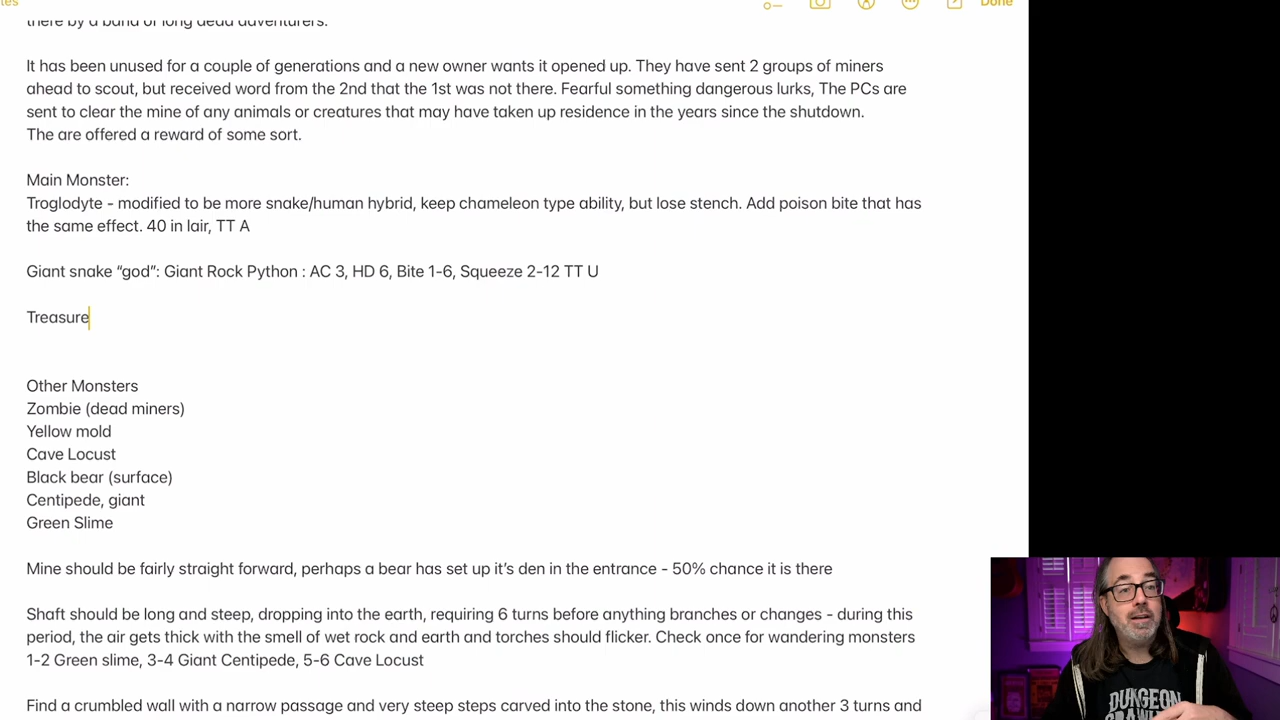 tes
Done
there by a band of long dead adventurers.
It has been unused for a couple of generations and a new owner wants it opened up. They have sent 2 groups of miners
ahead to scout, but received word from the 2nd that the 1st was not there. Fearful something dangerous lurks, The PCs are
sent to clear the mine of any animals or creatures that may have taken up residence in the years since the shutdown.
The are offered a reward of some sort.
Main Monster:
Troglodyte - modified to be more snake/human hybrid, keep chameleon type ability, but lose stench. Add poison bite that has
the same effect. 40 in lair, TT A
Giant snake “god”: Giant Rock Python : AC 3, HD 6, Bite 1-6, Squeeze 2-12 TT U
Treasure
Other Monsters
Zombie (dead miners)
Yellow mold
Cave Locust
Black bear (surface)
Centipede, giant
Green Slime
Mine should be fairly straight forward, perhaps a bear has set up it’s den in the entrance - 50% chance it is there
Shaft should be long and steep, dropping into the earth, requiring 6 turns before anything branches or changes - during this
period, the air gets thick with the smell of wet rock and earth and torches should flicker. Check once for wandering monsters
1-2 Green slime, 3-4 Giant Centipede, 5-6 Cave Locust
Find a crumbled wall with a narrow passage and very steep steps carved into the stone, this winds down another 3 turns and
DUNGEON